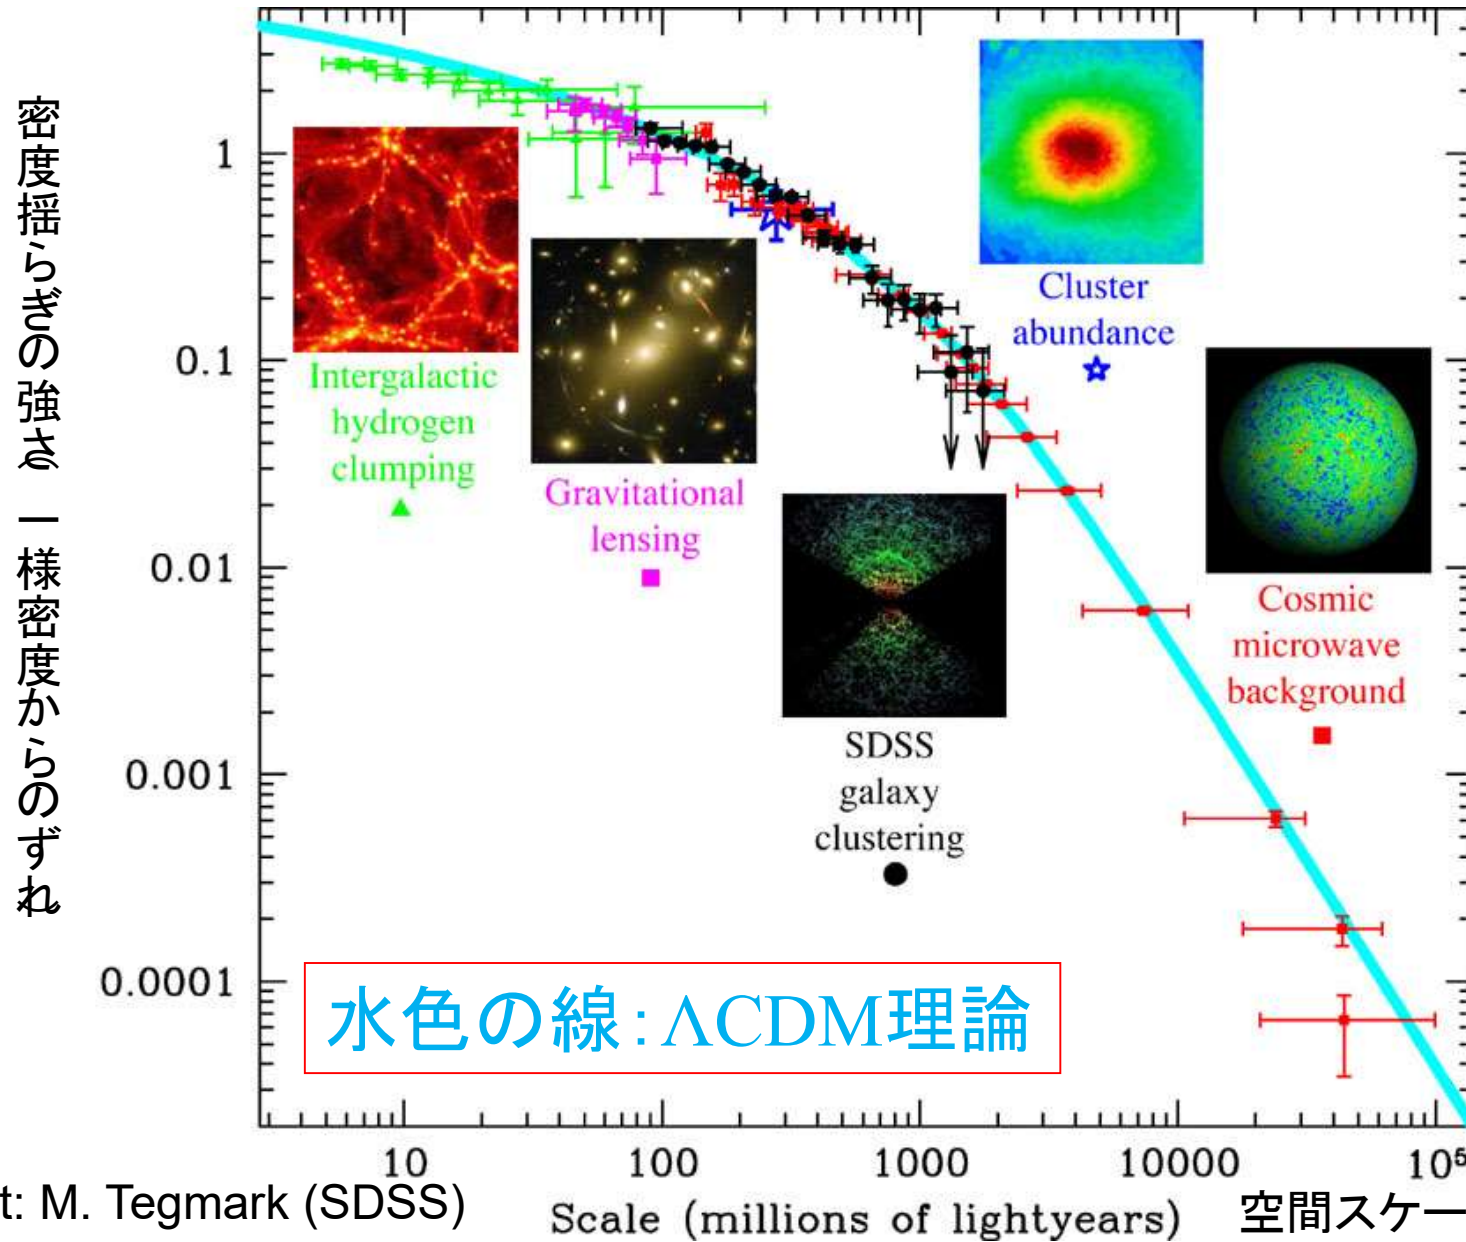 密度揺らぎの強さ 一様密度からのずれ
1
0.1
0.01
0.001
0.0001
Intergalactic
hydrogen
clumping
Gravitational
lensing
Cluster
abundance
SDSS
galaxy
clustering
Cosmic
microwave
background
水色の線:ΛCDM理論
10
100
1000
10000
10⁵
t: M. Tegmark (SDSS)
Scale (millions of lightyears)
空間スケー